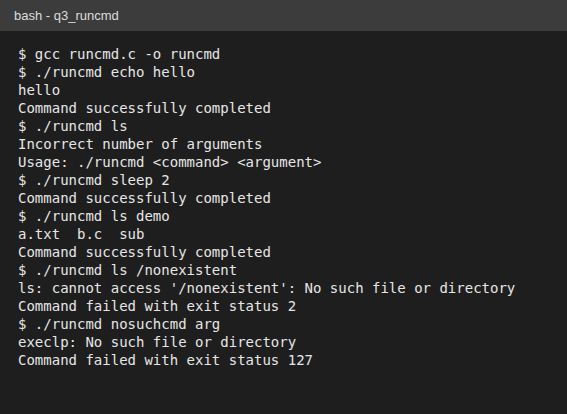 bash - q3_runcmd
$ gcc runcmd.c -o runcmd
$ ./runcmd echo hello
hello
Command successfully completed
$ ./runcmd ls
Incorrect number of arguments
Usage: ./runcmd <command> <argument>
$ ./runcmd sleep 2
Command successfully completed
$ ./runcmd ls demo
a.txt  b.c  sub
Command successfully completed
$ ./runcmd ls /nonexistent
ls: cannot access '/nonexistent': No such file or directory
Command failed with exit status 2
$ ./runcmd nosuchcmd arg
execlp: No such file or directory
Command failed with exit status 127